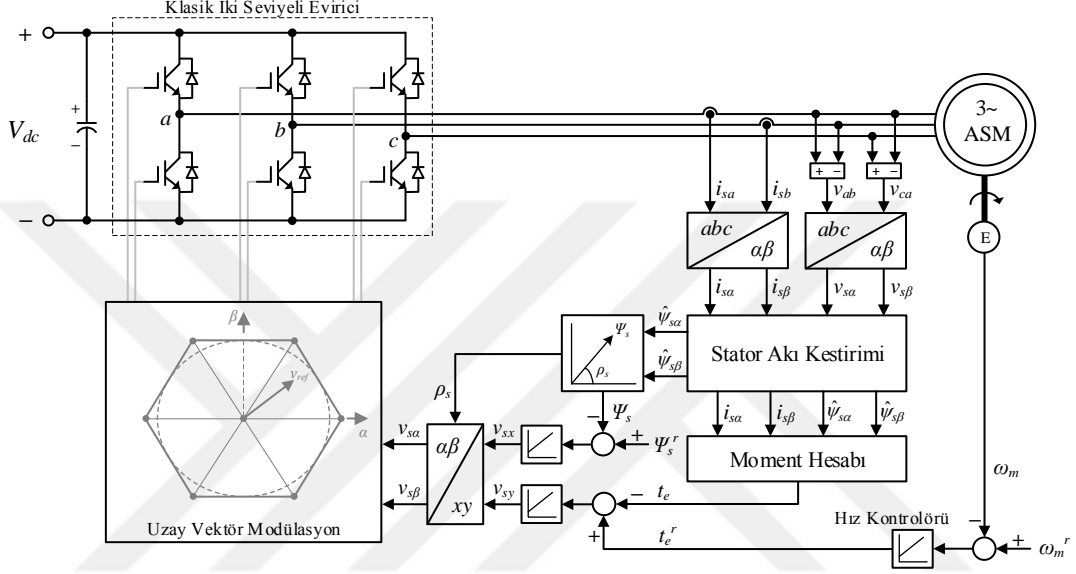 Klasik Iki Seviyeli Evirici
+
V_dc
+
−
−
a
b
c
3~
ASM
E
+ −
+ −
i_sa
i_sb
v_ab
v_ca
abc
αβ
abc
αβ
i_sα
i_sβ
v_sα
v_sβ
Stator Akı Kestirimi
ψ̂_sα
ψ̂_sβ
Ψ_s
ρ_s
ρ_s
i_sα
i_sβ
ψ̂_sα
ψ̂_sβ
Moment Hesabı
β
v_ref
α
Uzay Vektör Modülasyon
v_sα
v_sβ
αβ
xy
v_sx
v_sy
−
Ψ_s
+
Ψ_s^r
−
t_e
+
t_e^r
Hız Kontrolörü
ω_m
−
+
ω_m^r